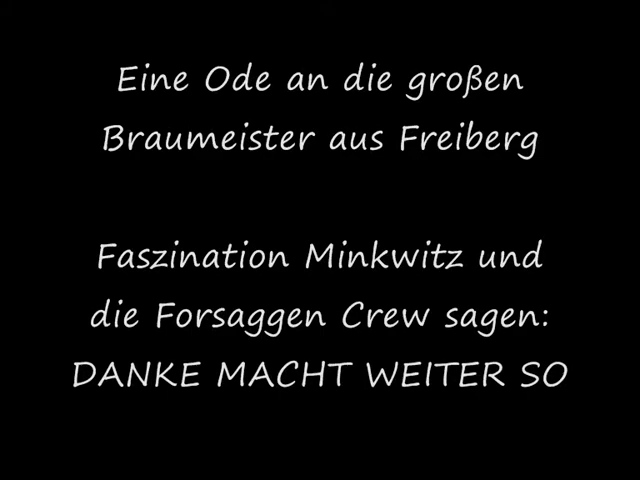 Eine Ode an die großen
Braumeister aus Freiberg
Faszination Minkwitz und
die Forsaggen Crew sagen:
DANKE MACHT WEITER SO